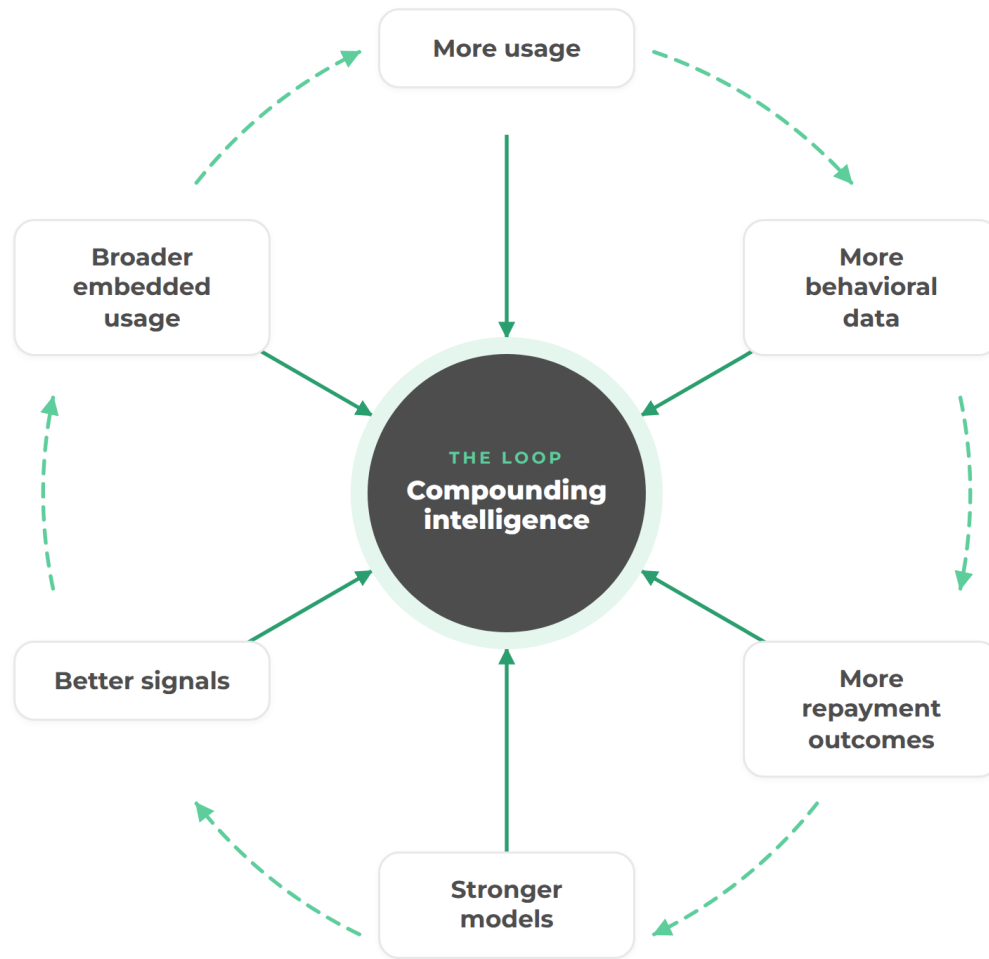 More usage
Broader
embedded
usage
More
behavioral
data
THE LOOP
Compounding
intelligence
Better signals
More
repayment
outcomes
Stronger
models